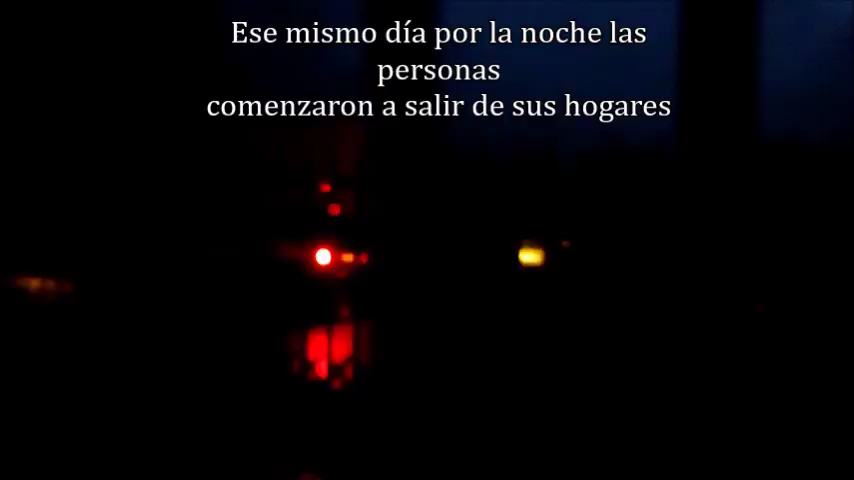 Ese mismo día por la noche las
personas
comenzaron a salir de sus hogares